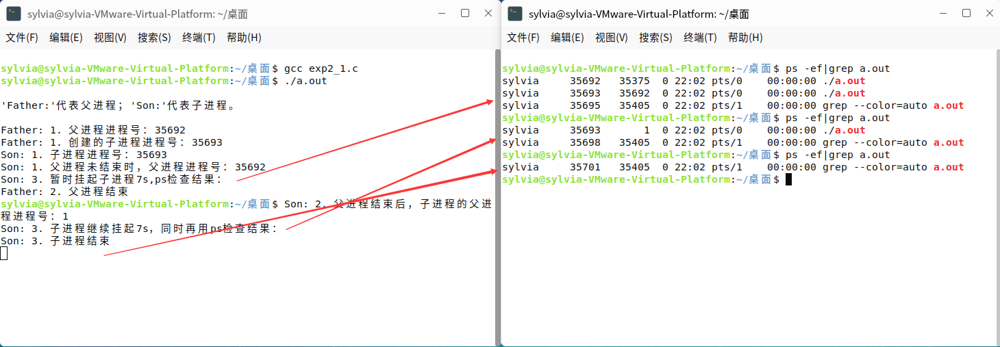 sylvia@sylvia-VMware-Virtual-Platform: ~/桌面
文件(F) 编辑(E) 视图(V) 搜索(S) 终端(T) 帮助(H)
sylvia@sylvia-VMware-Virtual-Platform:~/桌面$ gcc exp2_1.c
sylvia@sylvia-VMware-Virtual-Platform:~/桌面$ ./a.out
'Father:'代表父进程；'Son:'代表子进程。
Father: 1. 父进程进程号：35692
Father: 1. 创建的子进程进程号：35693
Son: 1. 子进程进程号：35693
Son: 1. 父进程未结束时，父进程进程号：35692
Son: 3. 暂时挂起子进程7s,ps检查结果：
Father: 2. 父进程结束
sylvia@sylvia-VMware-Virtual-Platform:~/桌面$ Son: 2. 父进程结束后，子进程的父进
程进程号：1
Son: 3. 子进程继续挂起7s，同时再用ps检查结果：
Son: 3. 子进程结束
sylvia@sylvia-VMware-Virtual-Platform: ~/桌面
文件(F) 编辑(E) 视图(V) 搜索(S) 终端(T) 帮助(H)
sylvia@sylvia-VMware-Virtual-Platform:~/桌面$ ps -ef|grep a.out
sylvia 35692 35375 0 22:02 pts/0 00:00:00 ./a.out
sylvia 35693 35692 0 22:02 pts/0 00:00:00 ./a.out
sylvia 35695 35405 0 22:02 pts/1 00:00:00 grep --color=auto a.out
sylvia@sylvia-VMware-Virtual-Platform:~/桌面$ ps -ef|grep a.out
sylvia 35693 1 0 22:02 pts/0 00:00:00 ./a.out
sylvia 35698 35405 0 22:02 pts/1 00:00:00 grep --color=auto a.out
sylvia@sylvia-VMware-Virtual-Platform:~/桌面$ ps -ef|grep a.out
sylvia 35701 35405 0 22:02 pts/1 00:00:00 grep --color=auto a.out
sylvia@sylvia-VMware-Virtual-Platform:~/桌面$